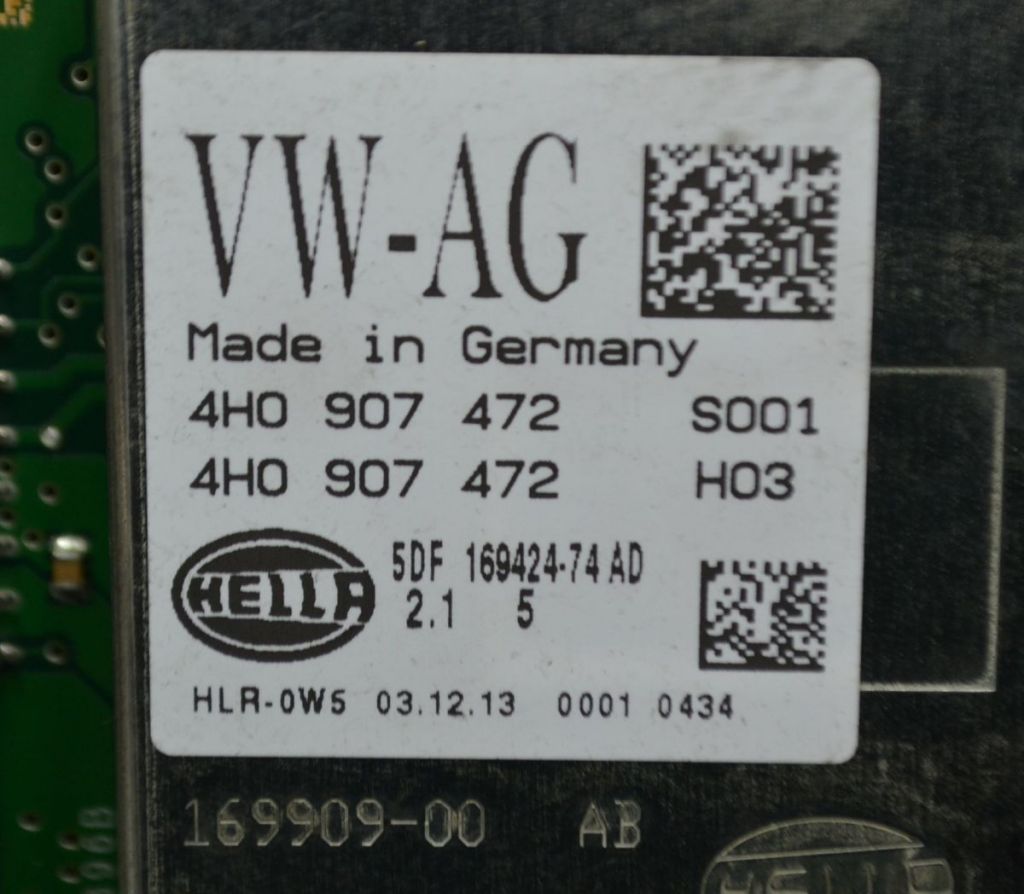 VW-AG
Made in Germany
4H0 907 472 S001
4H0 907 472 H03
HELLA 5DF 169424-74 AD
2.1 5
HLR-0W5 03.12.13 0001 0434
169909-00 AB
HELLA